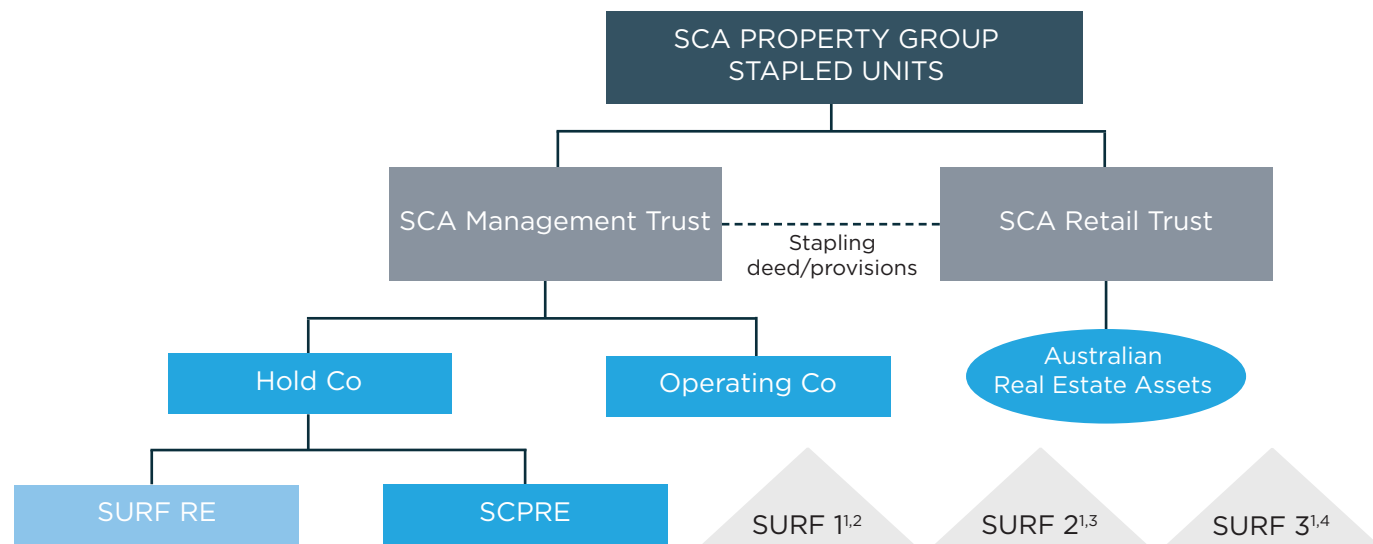 SCA PROPERTY GROUP
STAPLED UNITS
SCA Management Trust
Stapling
deed/provisions
SCA Retail Trust
Hold Co
Operating Co
Australian
Real Estate Assets
SURF RE
SCPRE
SURF 1¹,²
SURF 2¹,³
SURF 3¹,⁴